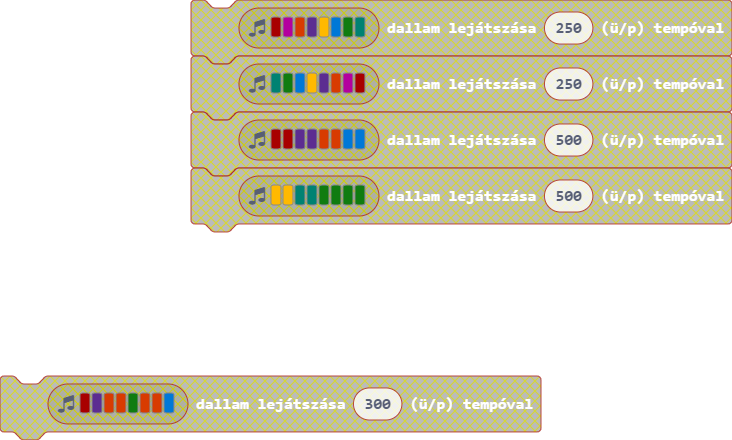 dallam lejátszása 250 (ü/p) tempóval
dallam lejátszása 250 (ü/p) tempóval
dallam lejátszása 500 (ü/p) tempóval
dallam lejátszása 500 (ü/p) tempóval
dallam lejátszása 300 (ü/p) tempóval